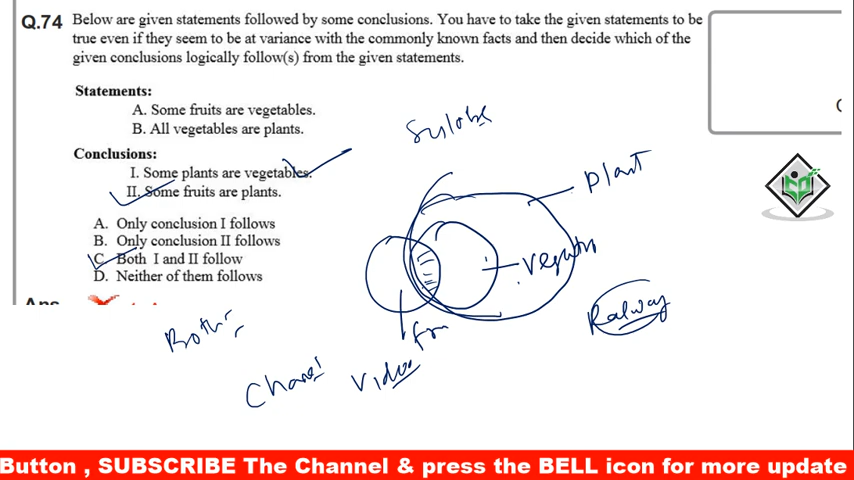 Q.74 Below are given statements followed by some conclusions. You have to take the given statements to be
true even if they seem to be at variance with the commonly known facts and then decide which of the
given conclusions logically follow(s) from the given statements.
Statements:
A. Some fruits are vegetables.
B. All vegetables are plants.
Conclusions:
I. Some plants are vegetables.
II. Some fruits are plants.
A. Only conclusion I follows
B. Only conclusion II follows
C. Both I and II follow
D. Neither of them follows
Plant
Railway
Both
Channel Video
Button , SUBSCRIBE The Channel & press the BELL icon for more update